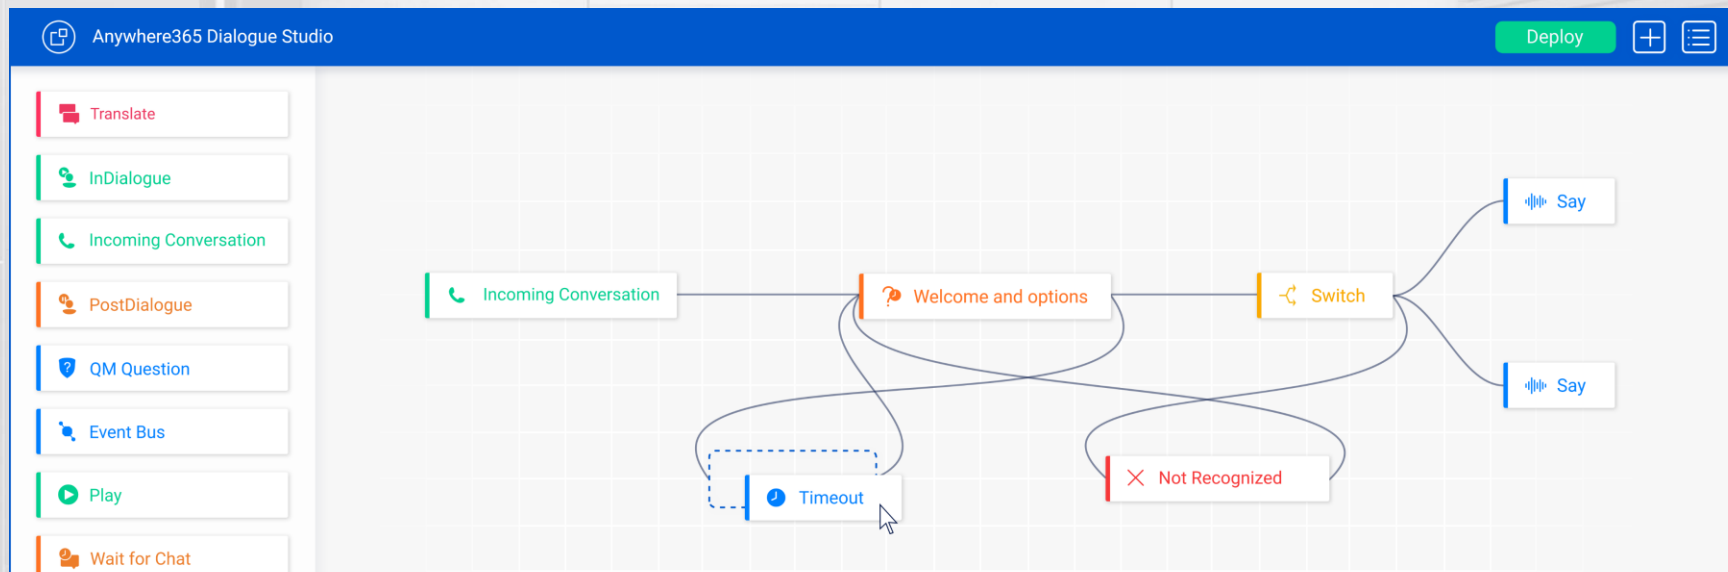 Anywhere365 Dialogue Studio
Deploy
Translate
InDialogue
Incoming Conversation
PostDialogue
QM Question
Event Bus
Play
Wait for Chat
Incoming Conversation
Welcome and options
Switch
Say
Say
Timeout
Not Recognized